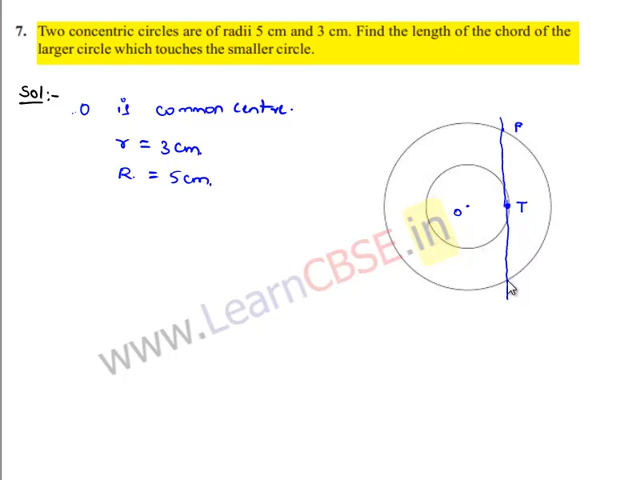 7. Two concentric circles are of radii 5 cm and 3 cm. Find the length of the chord of the
larger circle which touches the smaller circle.
Sol:-
O is common centre.
r = 3 cm
R. = 5 cm.
P
O
T
www.LearnCBSE.in